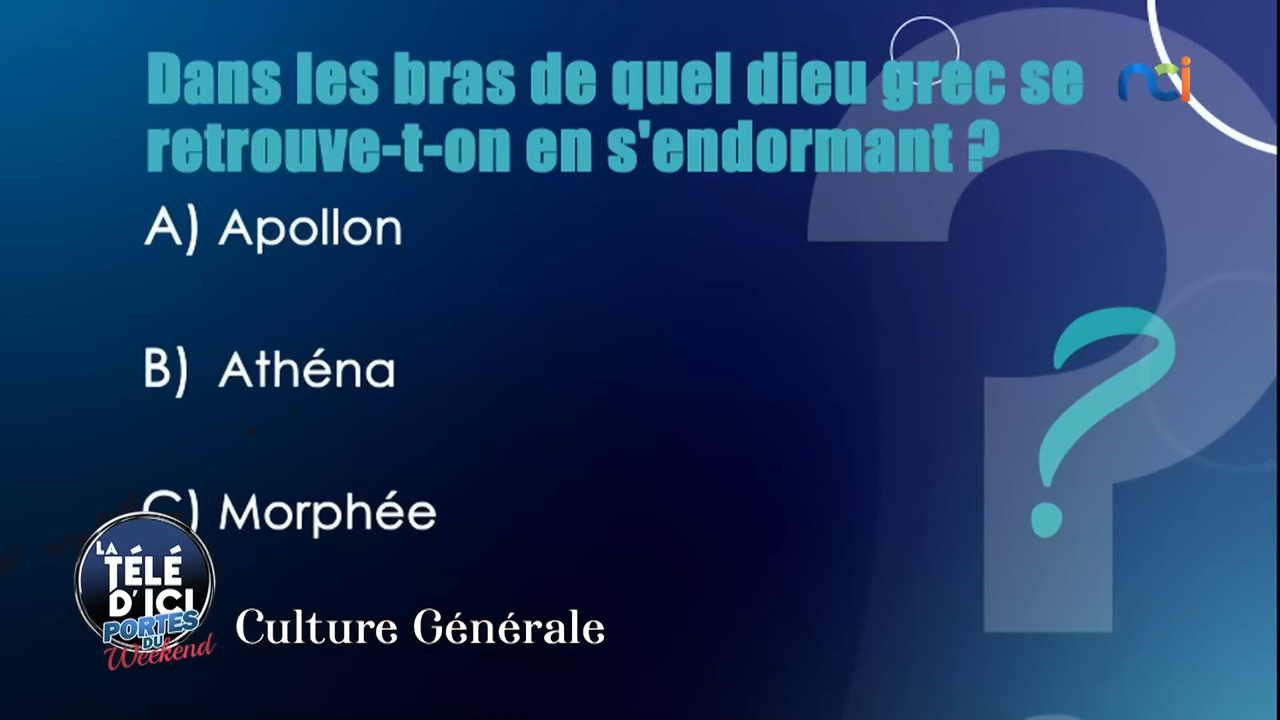 Dans les bras de quel dieu grec se
nci
retrouve-t-on en s'endormant ?
A) Apollon
B) Athéna
C) Morphée
LA
TÉLÉ
D'ICI
PORTES
DU
Weekend
Culture Générale